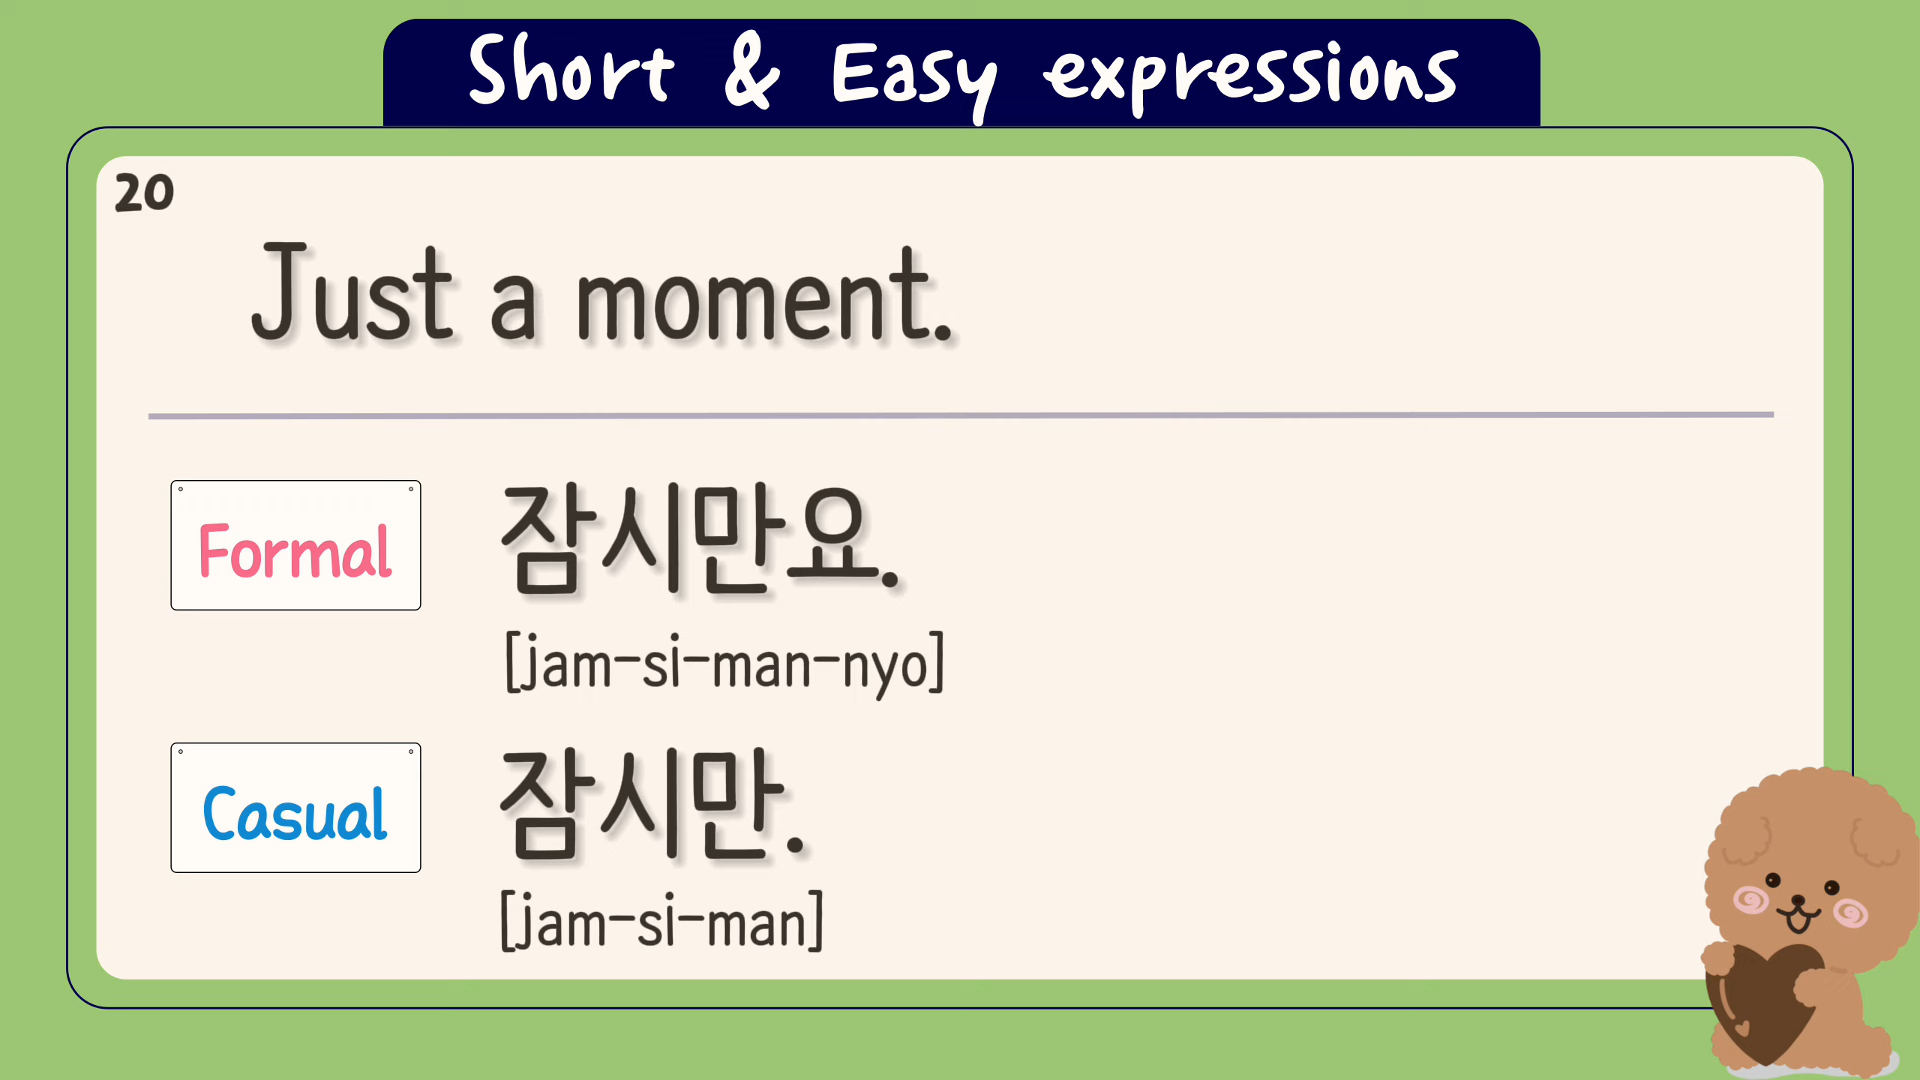 Short & Easy expressions
20
Just a moment.
Formal
잠시만요.
[jam-si-man-nyo]
Casual
잠시만.
[jam-si-man]